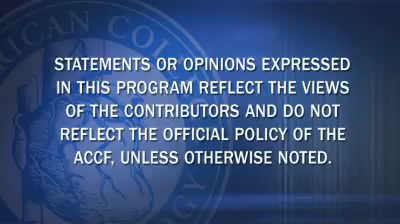 STATEMENTS OR OPINIONS EXPRESSED
IN THIS PROGRAM REFLECT THE VIEWS
OF THE CONTRIBUTORS AND DO NOT
REFLECT THE OFFICIAL POLICY OF THE
ACCF, UNLESS OTHERWISE NOTED.